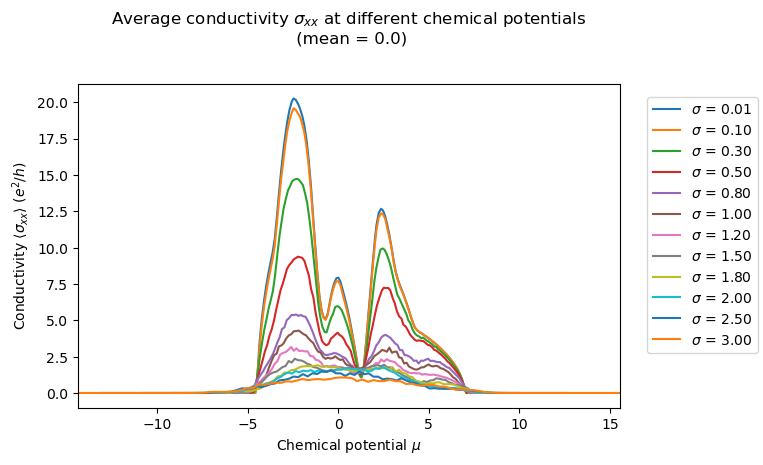 Average conductivity σxx at different chemical potentials
(mean = 0.0)
20.0
17.5
15.0
12.5
10.0
7.5
5.0
2.5
0.0
Conductivity ⟨σxx⟩ (e²/h)
−10
−5
0
5
10
15
Chemical potential μ
σ = 0.01
σ = 0.10
σ = 0.30
σ = 0.50
σ = 0.80
σ = 1.00
σ = 1.20
σ = 1.50
σ = 1.80
σ = 2.00
σ = 2.50
σ = 3.00